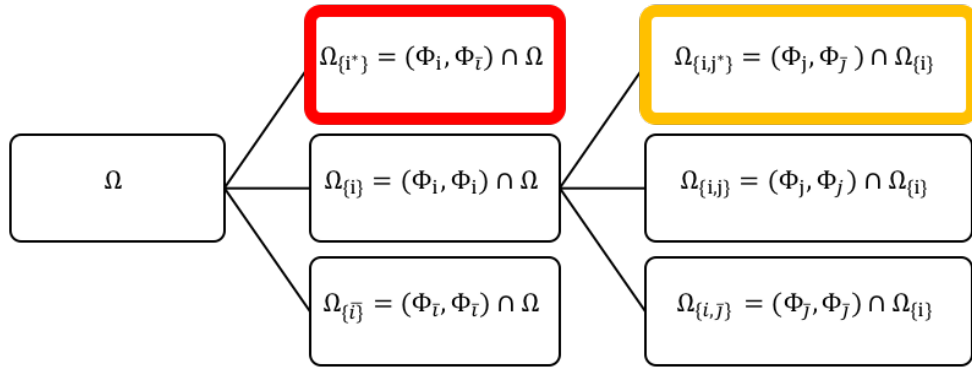 Ω
Ω_{i*} = (Φ_i, Φ_ī) ∩ Ω
Ω_{i} = (Φ_i, Φ_i) ∩ Ω
Ω_{ī} = (Φ_ī, Φ_ī) ∩ Ω
Ω_{i,j*} = (Φ_j, Φ_j̄ ) ∩ Ω_{i}
Ω_{i,j} = (Φ_j, Φ_j) ∩ Ω_{i}
Ω_{i,j̄} = (Φ_j̄, Φ_j̄) ∩ Ω_{i}